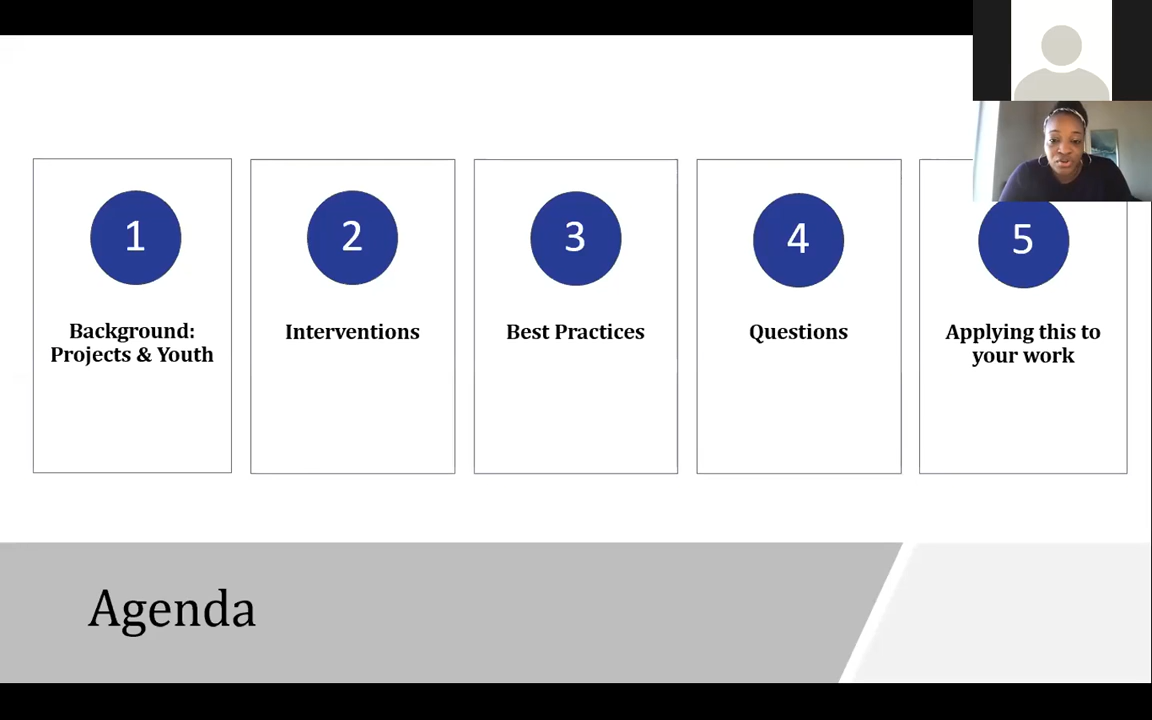 1
Background:
Projects & Youth
2
Interventions
3
Best Practices
4
Questions
5
Applying this to
your work
Agenda